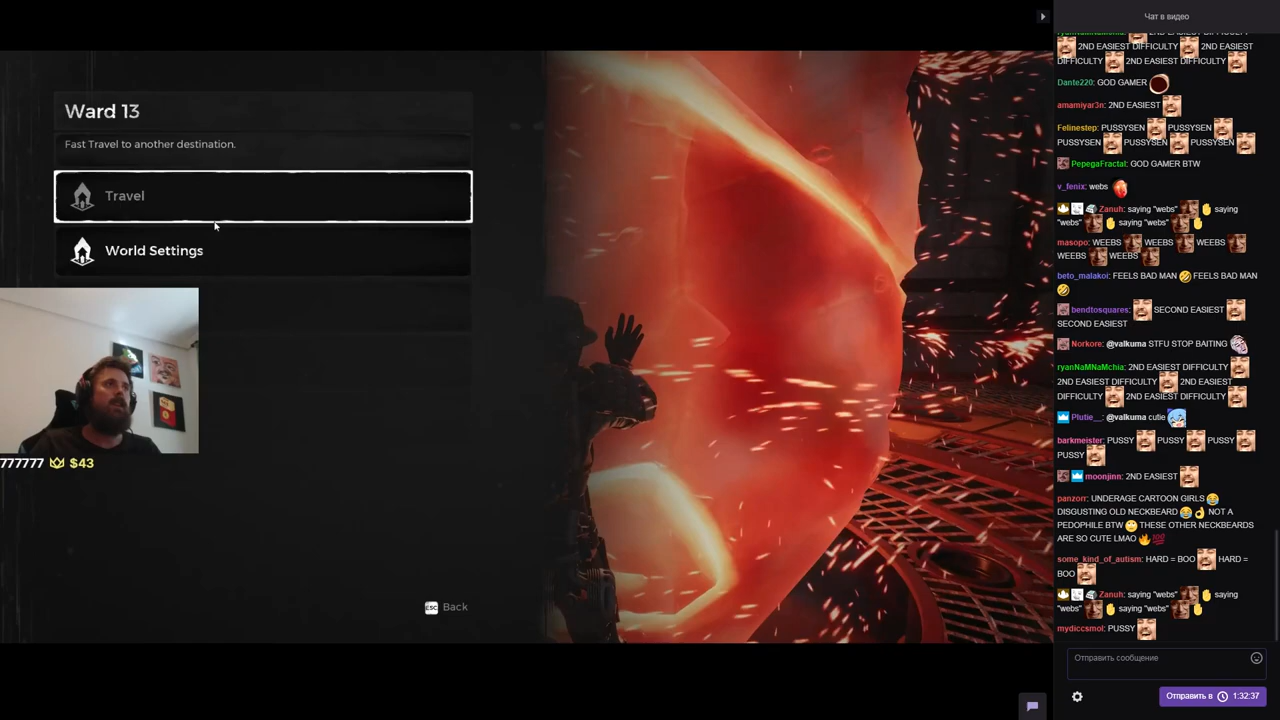 Ward 13
Fast Travel to another destination.
Travel
World Settings
777777 $43
ESC Back
Чат в видео
2ND EASIEST DIFFICULTY 2ND EASIEST
DIFFICULTY 2ND EASIEST DIFFICULTY
Dante220: GOD GAMER
amamiyar3n: 2ND EASIEST
Felinestep: PUSSYSEN PUSSYSEN
PUSSYSEN PUSSYSEN PUSSYSEN
PepegaFractal: GOD GAMER BTW
v_fenix: webs
Zanuh: saying "webs" saying
"webs" saying "webs"
masopo: WEEBS WEEBS WEEBS
WEEBS WEEBS
beto_malakoi: FEELS BAD MAN FEELS BAD MAN
bendtosquares: SECOND EASIEST
SECOND EASIEST
Norkore: @valkuma STFU STOP BAITING
ryanNaMNaMchia: 2ND EASIEST DIFFICULTY
2ND EASIEST DIFFICULTY 2ND EASIEST
DIFFICULTY 2ND EASIEST DIFFICULTY
Plutie__: @valkuma cutie
barkmeister: PUSSY PUSSY PUSSY
PUSSY
moonjinn: 2ND EASIEST
panzorr: UNDERAGE CARTOON GIRLS
DISGUSTING OLD NECKBEARD NOT A
PEDOPHILE BTW THESE OTHER NECKBEARDS
ARE SO CUTE LMAO
some_kind_of_autism: HARD = BOO HARD =
BOO
Zanuh: saying "webs" saying
"webs" saying "webs"
mydiccsmol: PUSSY
Отправить сообщение
Отправить в 1:32:37